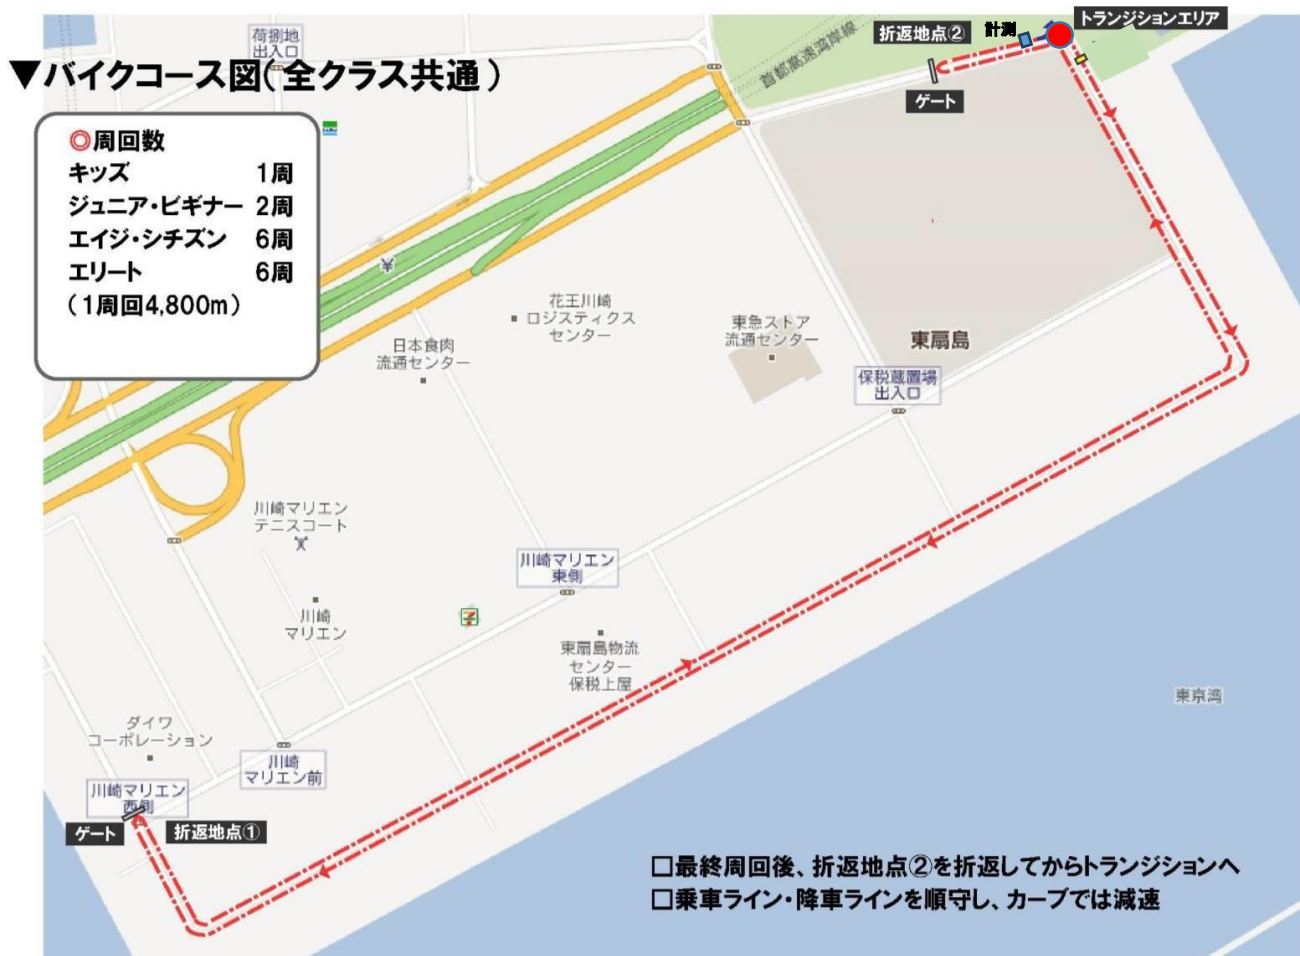 荷捌地
出入口
▼バイクコース図(全クラス共通)
◎周回数
キッズ 1周
ジュニア・ビギナー 2周
エイジ・シチズン 6周
エリート 6周
(1周回4,800m)
首都高速湾岸線
折返地点②
計測
トランジションエリア
ゲート
花王川崎
ロジスティクス
センター
日本食肉
流通センター
東急ストア
流通センター
東扇島
保税蔵置場
出入口
川崎マリエン
テニスコート
川崎マリエン
東側
川崎
マリエン
東扇島物流
センター
保税上屋
東京湾
ダイワ
コーポレーション
川崎
マリエン前
川崎マリエン
西側
ゲート
折返地点①
□最終周回後、折返地点②を折返してからトランジションへ
□乗車ライン・降車ラインを順守し、カーブでは減速